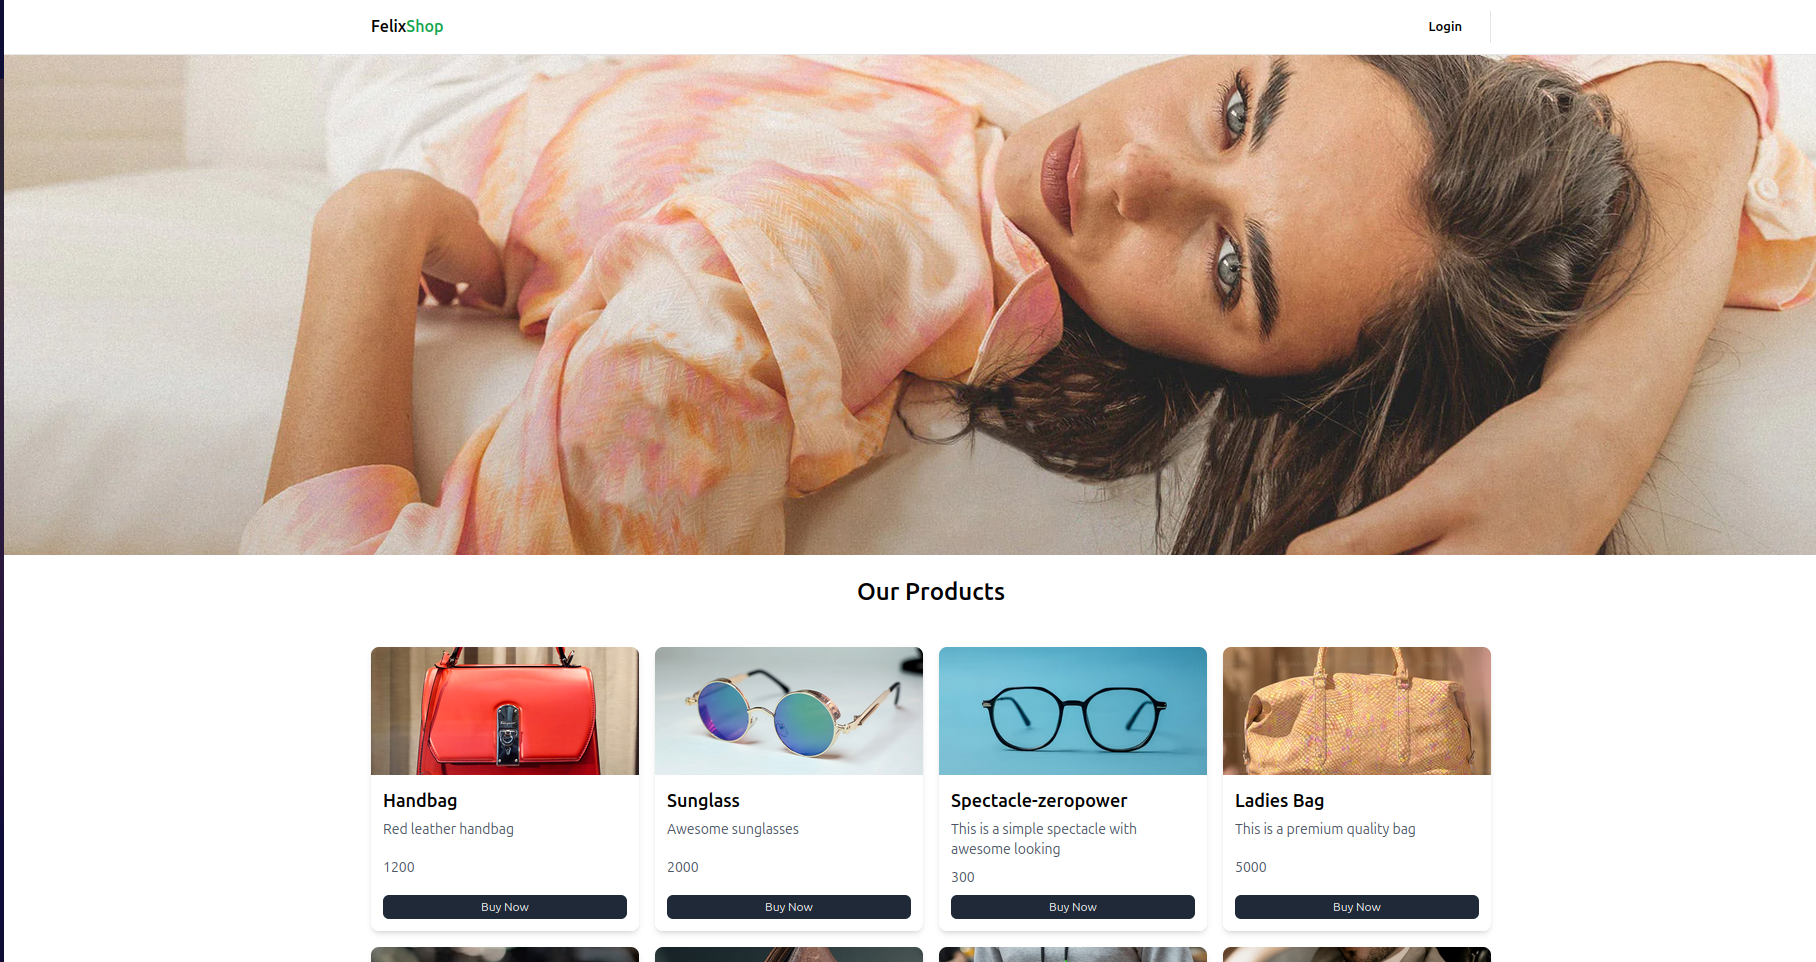 FelixShop
Login
Our Products
Handbag
Red leather handbag
1200
Buy Now
Sunglass
Awesome sunglasses
2000
Buy Now
Spectacle-zeropower
This is a simple spectacle with
awesome looking
300
Buy Now
Ladies Bag
This is a premium quality bag
5000
Buy Now